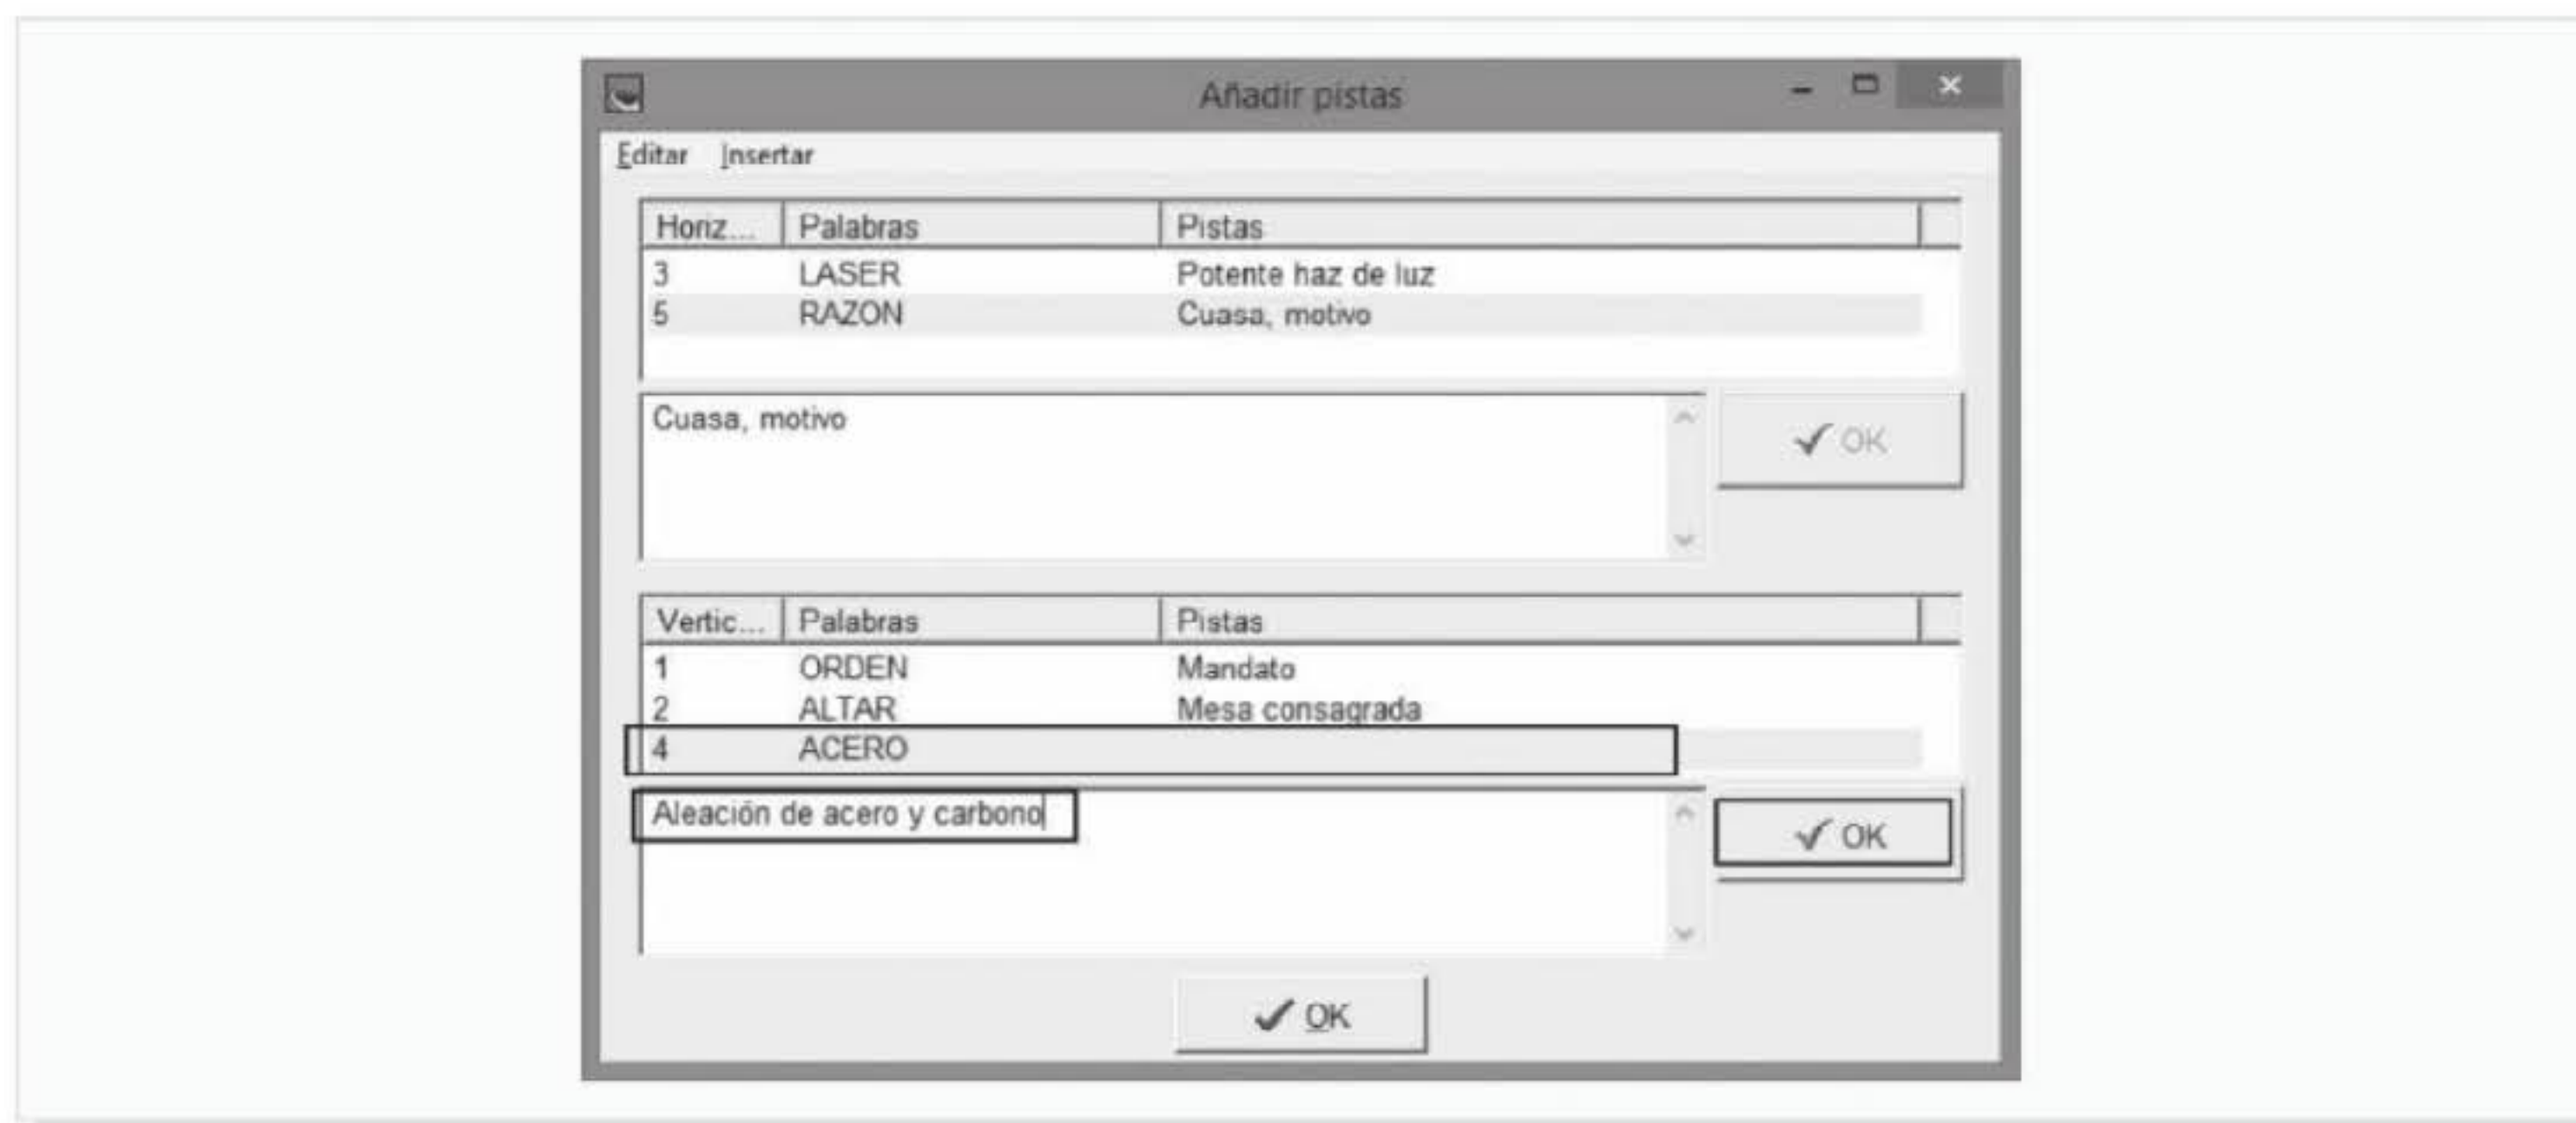 Añadir pistas
Editar Insertar
Horiz... Palabras Pistas
3 LASER Potente haz de luz
5 RAZON Cuasa, motivo
Cuasa, motivo
OK
Vertic... Palabras Pistas
1 ORDEN Mandato
2 ALTAR Mesa consagrada
4 ACERO
Aleación de acero y carbono
OK
OK